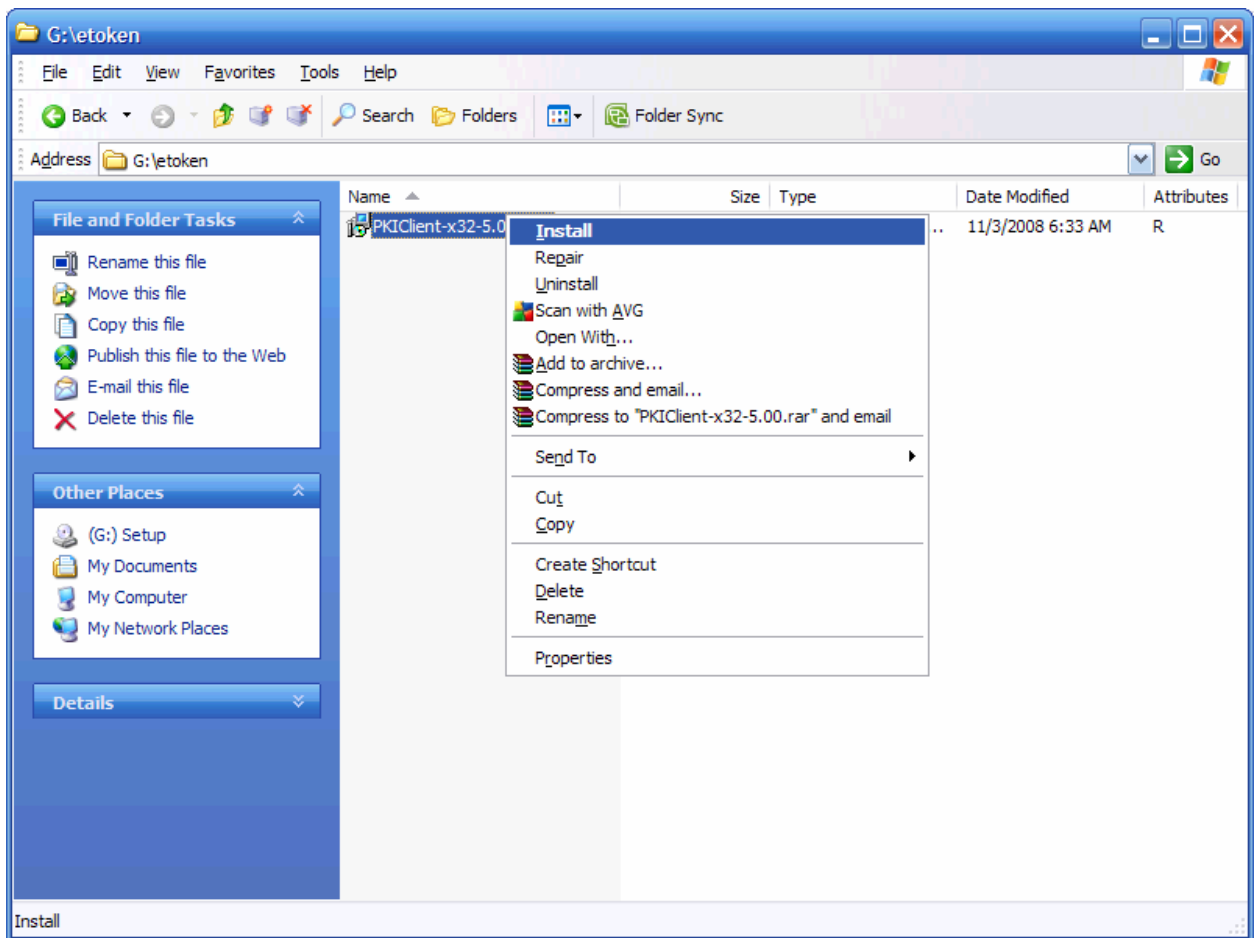 G:\etoken
File Edit View Favorites Tools Help
Back Search Folders Folder Sync
Address G:\etoken Go
Name Size Type Date Modified Attributes
File and Folder Tasks
Rename this file
Move this file
Copy this file
Publish this file to the Web
E-mail this file
Delete this file
Other Places
(G:) Setup
My Documents
My Computer
My Network Places
Details
PKIClient-x32-5.0 .. 11/3/2008 6:33 AM R
Install
Repair
Uninstall
Scan with AVG
Open With...
Add to archive...
Compress and email...
Compress to "PKIClient-x32-5.00.rar" and email
Send To
Cut
Copy
Create Shortcut
Delete
Rename
Properties
Install